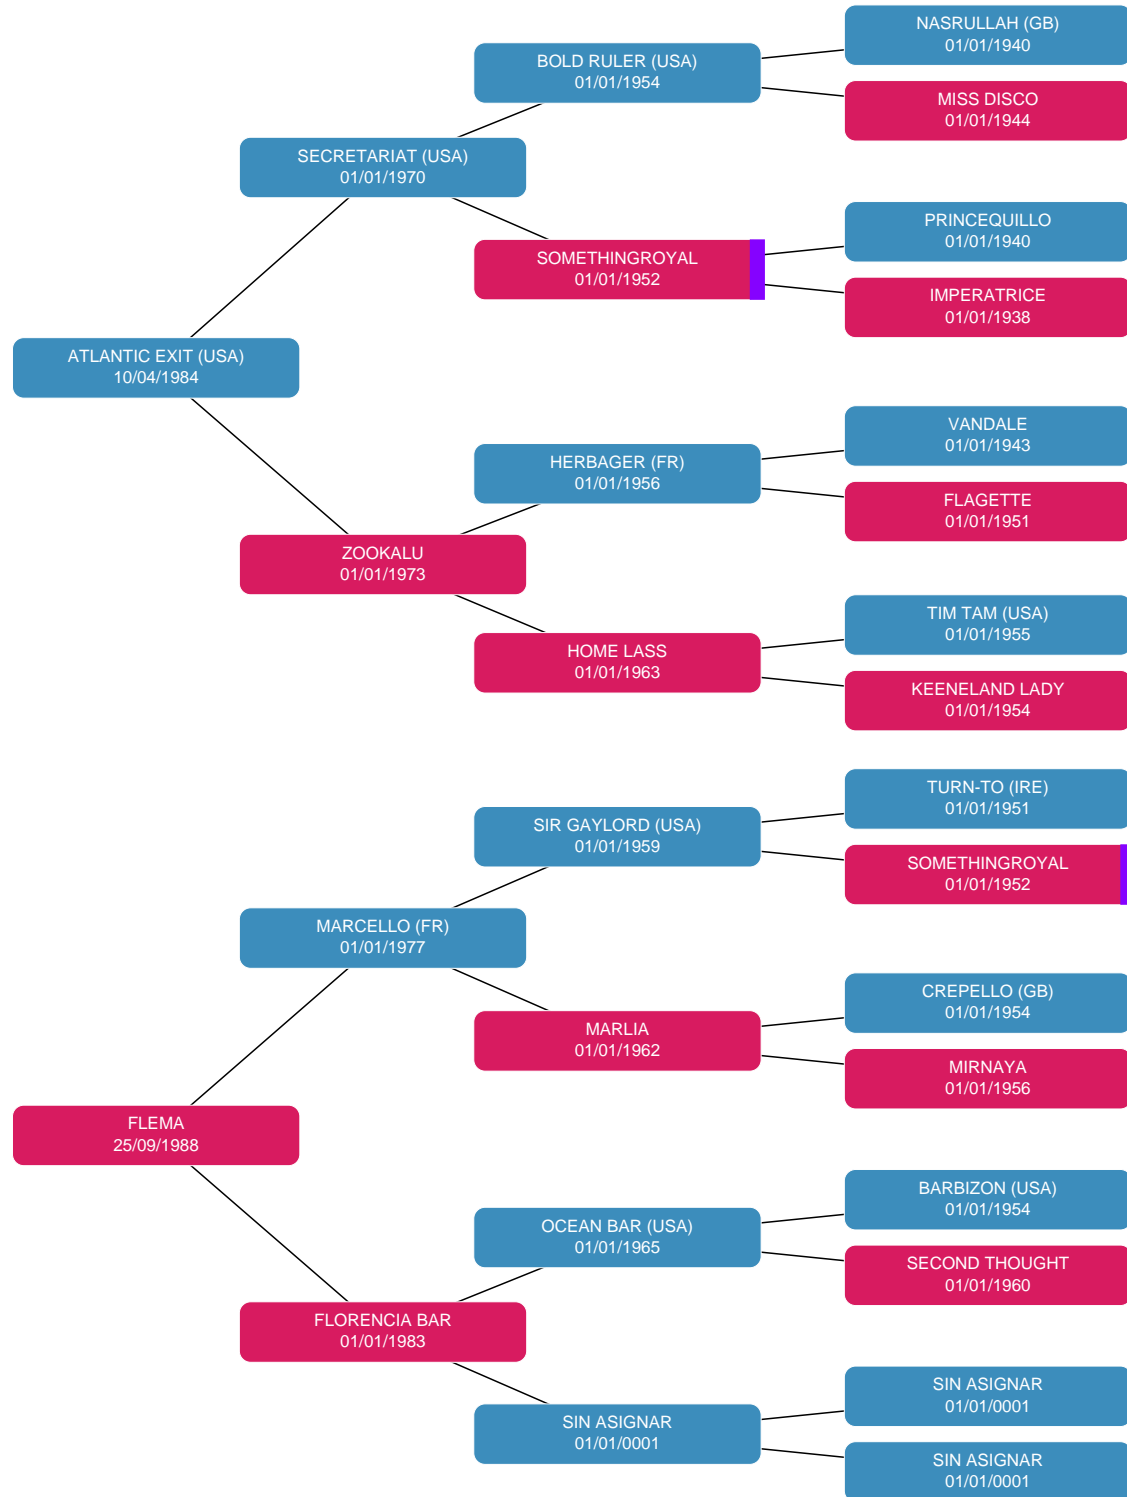 NASRULLAH (GB)
01/01/1940
BOLD RULER (USA)
01/01/1954
MISS DISCO
01/01/1944
SECRETARIAT (USA)
01/01/1970
PRINCEQUILLO
01/01/1940
SOMETHINGROYAL
01/01/1952
IMPERATRICE
01/01/1938
ATLANTIC EXIT (USA)
10/04/1984
VANDALE
01/01/1943
HERBAGER (FR)
01/01/1956
FLAGETTE
01/01/1951
ZOOKALU
01/01/1973
TIM TAM (USA)
01/01/1955
HOME LASS
01/01/1963
KEENELAND LADY
01/01/1954
TURN-TO (IRE)
01/01/1951
SIR GAYLORD (USA)
01/01/1959
SOMETHINGROYAL
01/01/1952
MARCELLO (FR)
01/01/1977
CREPELLO (GB)
01/01/1954
MARLIA
01/01/1962
MIRNAYA
01/01/1956
FLEMA
25/09/1988
BARBIZON (USA)
01/01/1954
OCEAN BAR (USA)
01/01/1965
SECOND THOUGHT
01/01/1960
FLORENCIA BAR
01/01/1983
SIN ASIGNAR
01/01/0001
SIN ASIGNAR
01/01/0001
SIN ASIGNAR
01/01/0001